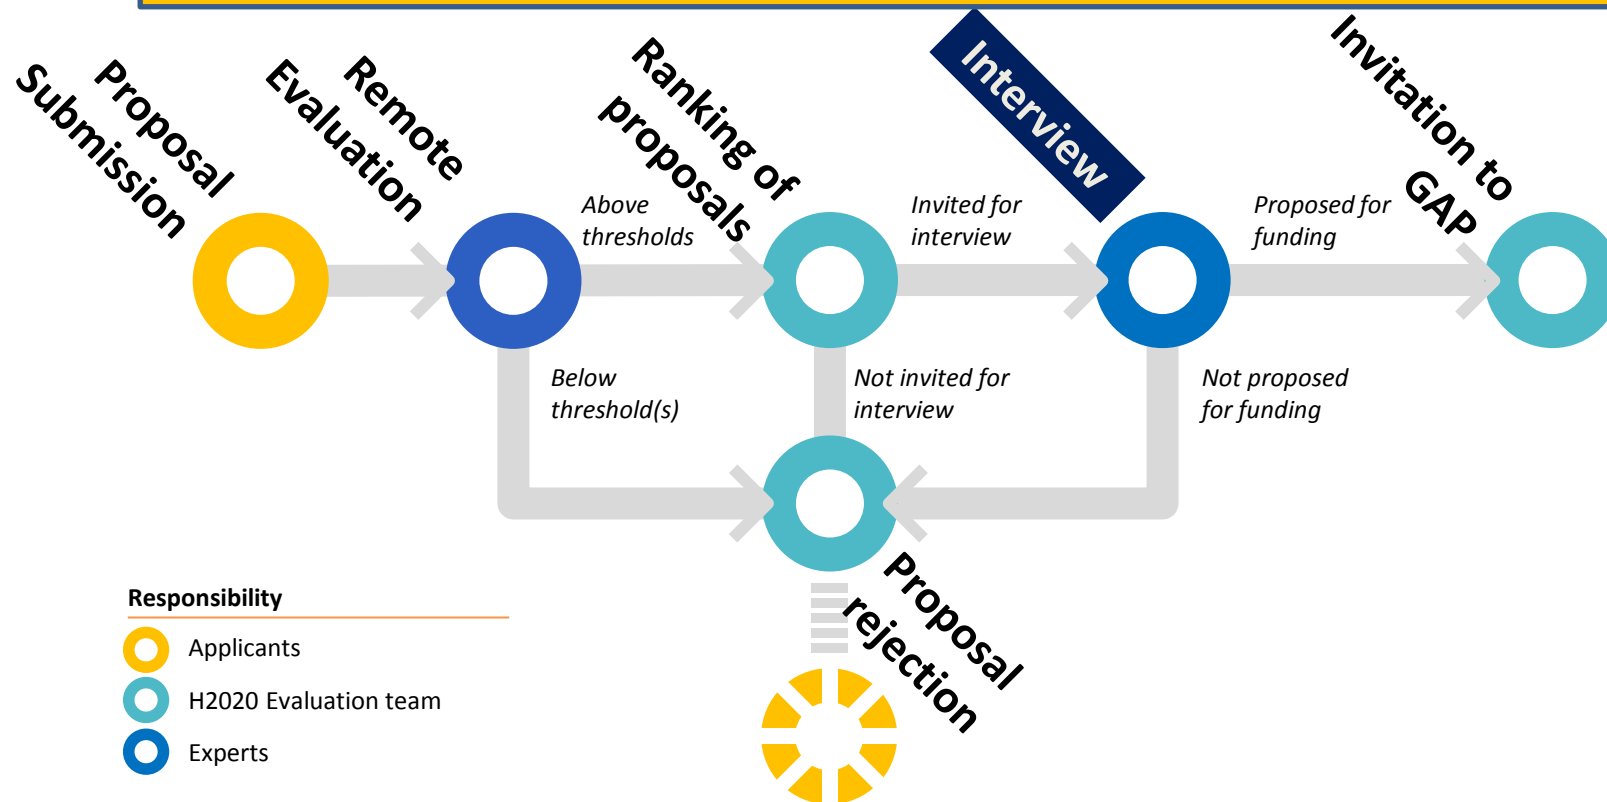 Proposal
Submission
Remote
Evaluation
Ranking of
proposals
Interview
Invitation to
GAP
Above
thresholds
Invited for
interview
Proposed for
funding
Below
threshold(s)
Not invited for
interview
Not proposed
for funding
Proposal
rejection
Responsibility
Applicants
H2020 Evaluation team
Experts